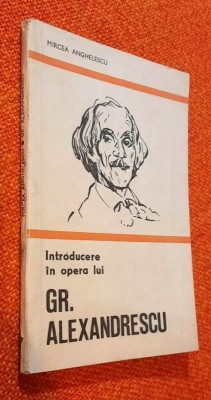 MIRCEA ANGHELESCU
Introducere
în opera lui
GR.
ALEXANDRESCU